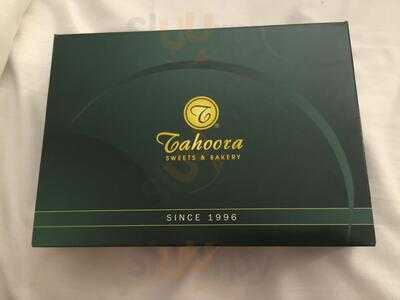 T
®
Tahoora
SWEETS & BAKERY
SINCE 1996